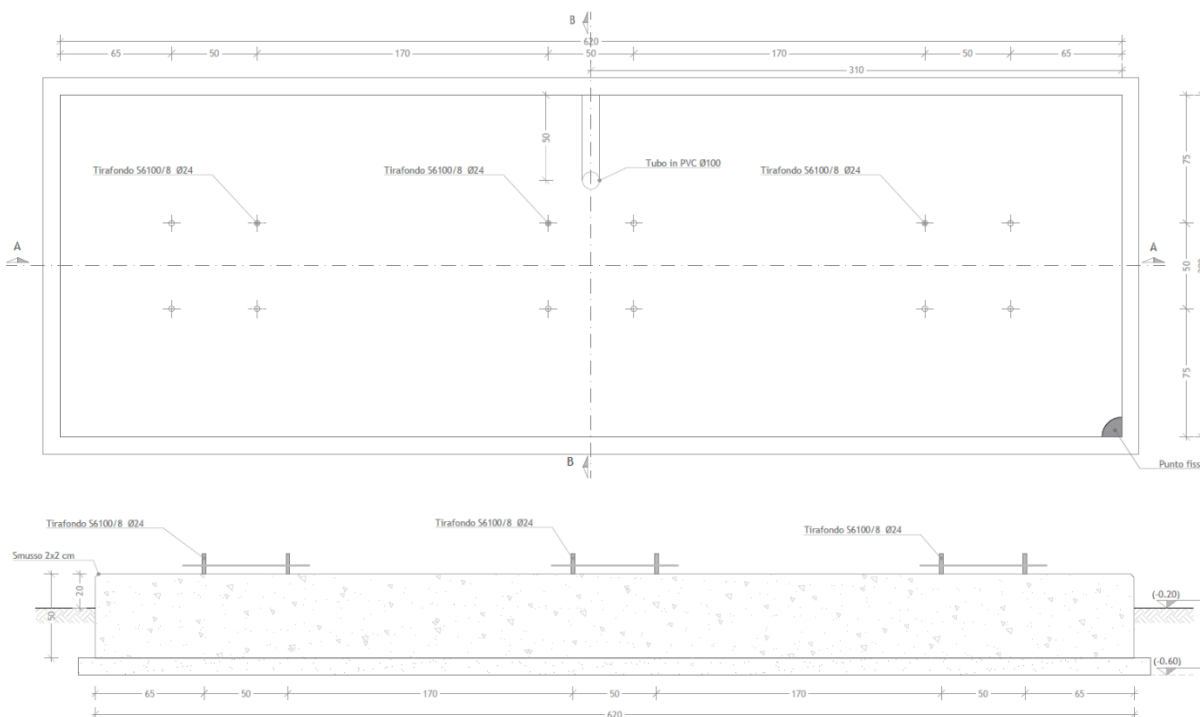 B
620
65 50 170 50 170 50 65
310
50
75
Tubo in PVC Ø100
Tirafondo S6100/8 Ø24
Tirafondo S6100/8 Ø24
Tirafondo S6100/8 Ø24
A
A
50
75
B
Punto fiss
Tirafondo S6100/8 Ø24
Tirafondo S6100/8 Ø24
Tirafondo S6100/8 Ø24
Smusso 2x2 cm
20
50
(-0.20)
(-0.60)
65 50 170 50 170 50 65
620